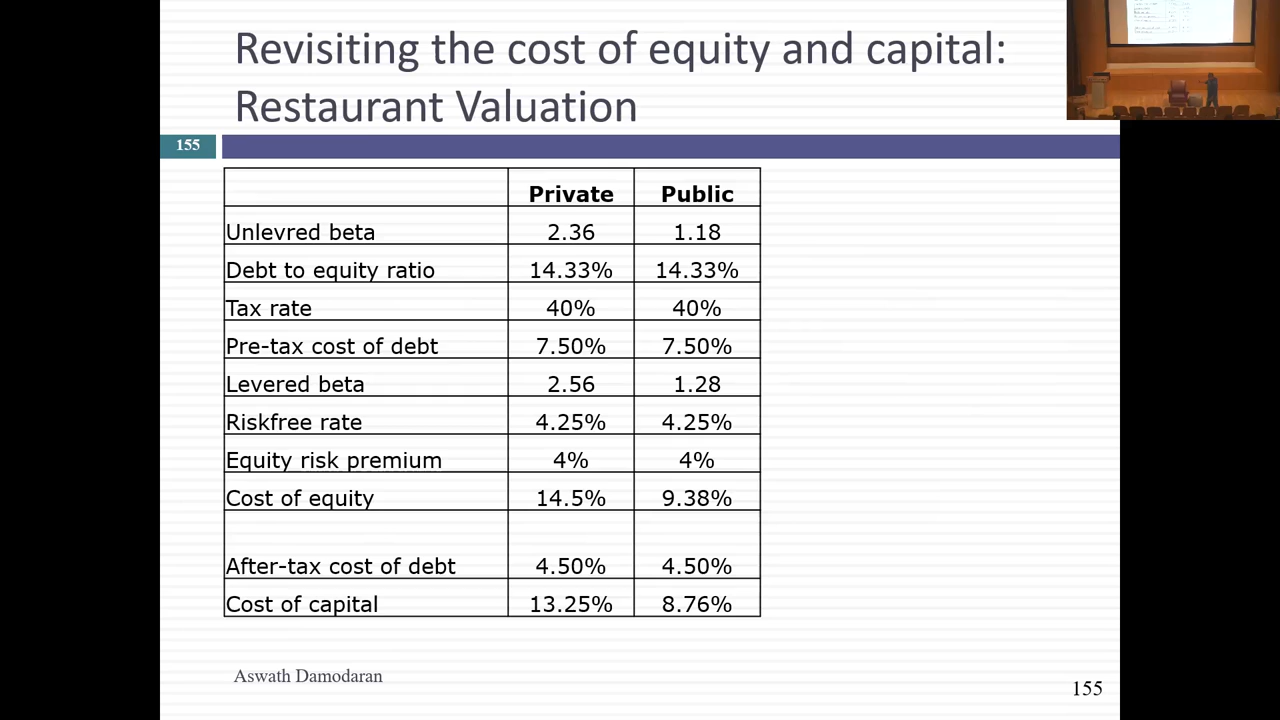 Revisiting the cost of equity and capital:
Restaurant Valuation
155
Private Public
Unlevred beta 2.36 1.18
Debt to equity ratio 14.33% 14.33%
Tax rate 40% 40%
Pre-tax cost of debt 7.50% 7.50%
Levered beta 2.56 1.28
Riskfree rate 4.25% 4.25%
Equity risk premium 4% 4%
Cost of equity 14.5% 9.38%
After-tax cost of debt 4.50% 4.50%
Cost of capital 13.25% 8.76%
Aswath Damodaran
155